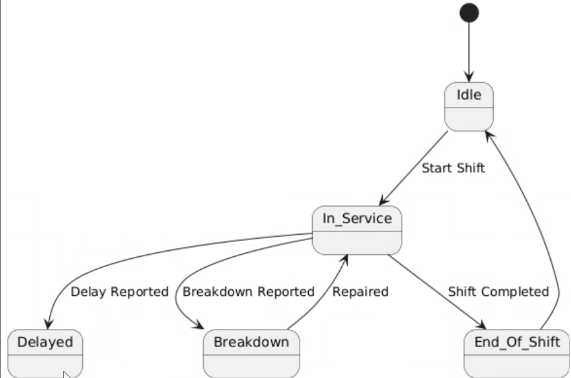 Idle
Start Shift
In_Service
Delay Reported
Breakdown Reported
Repaired
Shift Completed
Delayed
Breakdown
End_Of_Shift